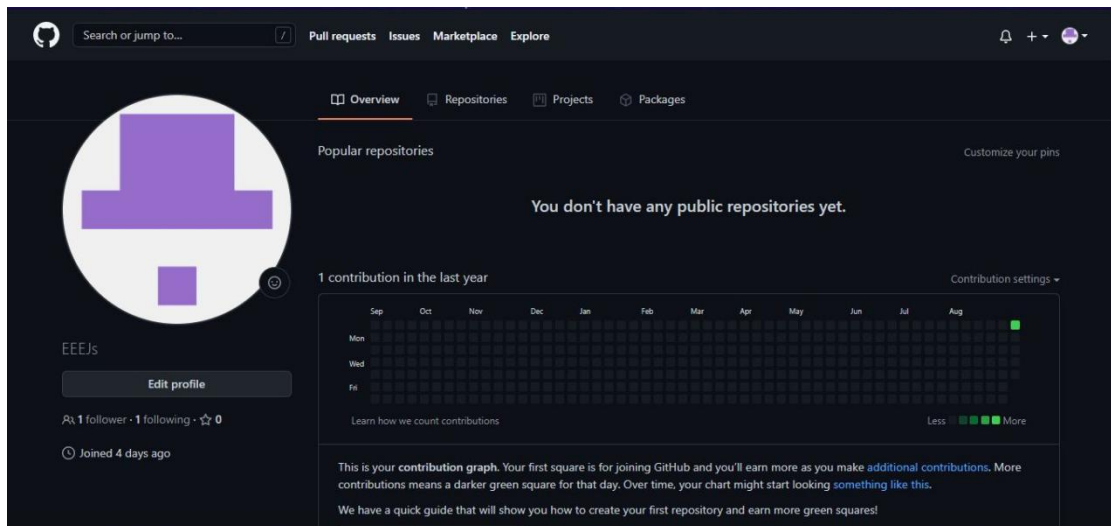 Search or jump to... /
Pull requests Issues Marketplace Explore
Overview Repositories Projects Packages
EEEJs
Edit profile
1 follower · 1 following · 0
Joined 4 days ago
Popular repositories
Customize your pins
You don't have any public repositories yet.
1 contribution in the last year
Contribution settings
Sep Oct Nov Dec Jan Feb Mar Apr May Jun Jul Aug
Mon
Wed
Fri
Learn how we count contributions
Less More
This is your contribution graph. Your first square is for joining GitHub and you'll earn more as you make additional contributions. More
contributions means a darker green square for that day. Over time, your chart might start looking something like this.
We have a quick guide that will show you how to create your first repository and earn more green squares!